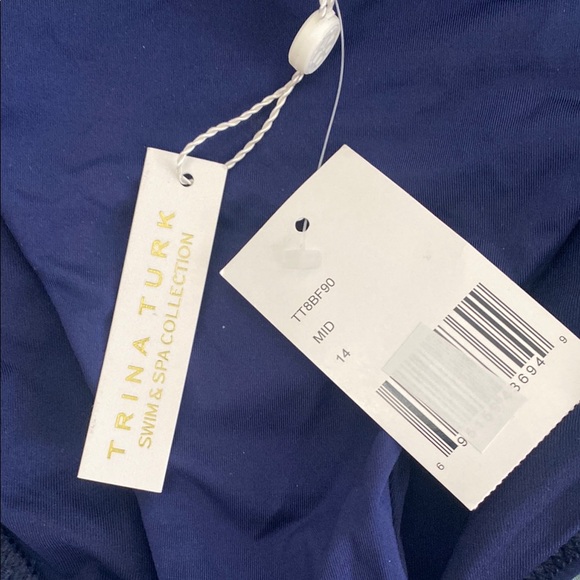 TRINA TURK
SWIM & SPA COLLECTION
TT8BF90
MID
14